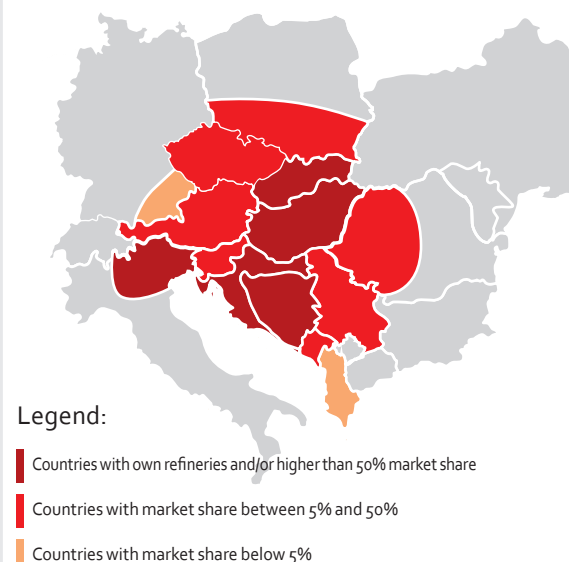 Legend:
Countries with own refineries and/or higher than 50% market share
Countries with market share between 5% and 50%
Countries with market share below 5%